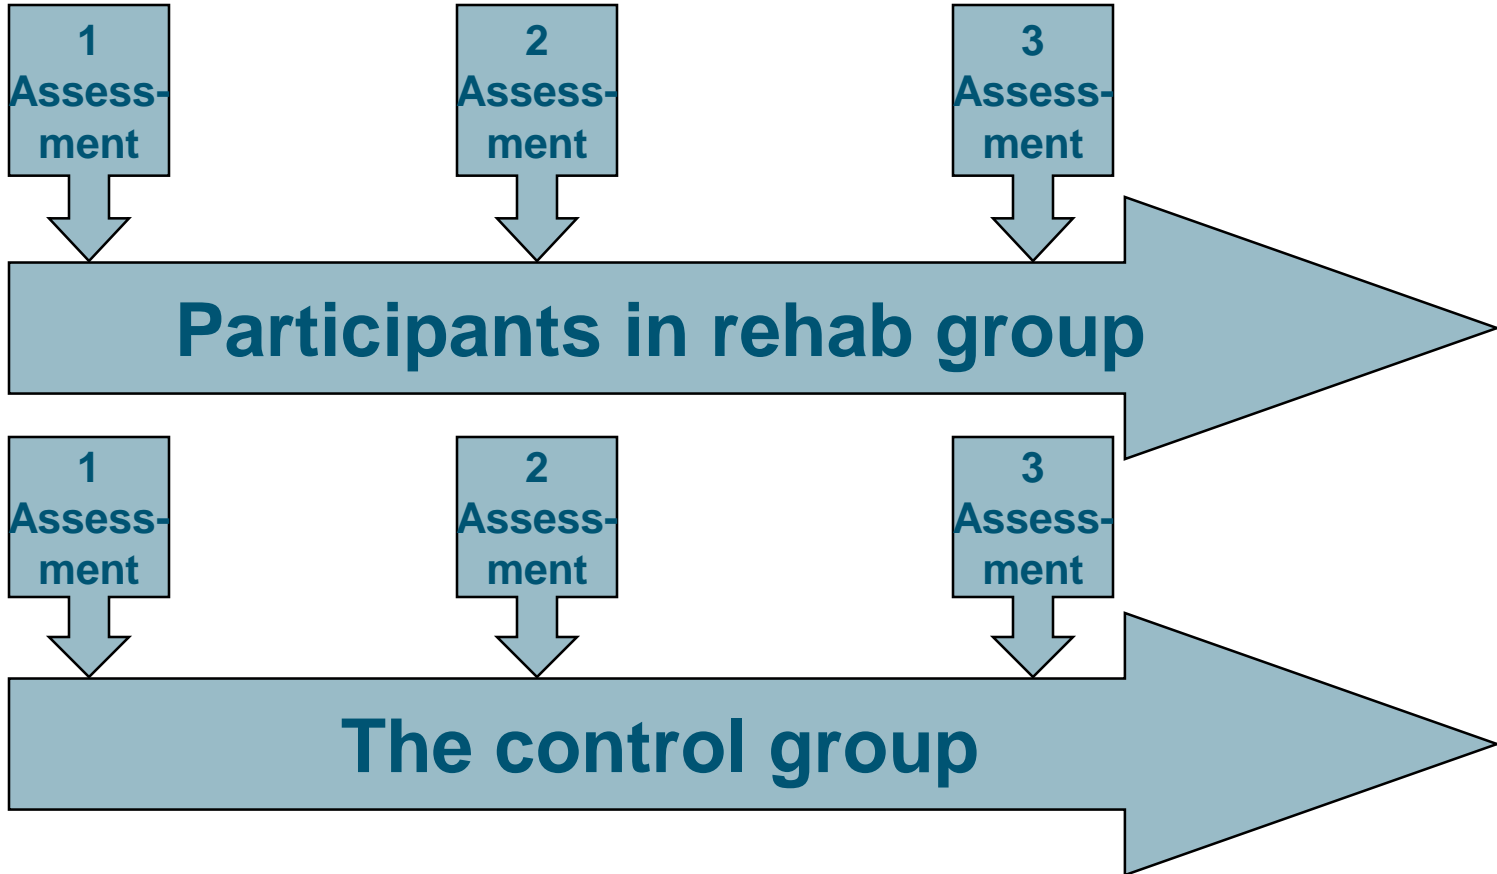 1
Assess-
ment
2
Assess-
ment
3
Assess-
ment
Participants in rehab group
1
Assess-
ment
2
Assess-
ment
3
Assess-
ment
The control group